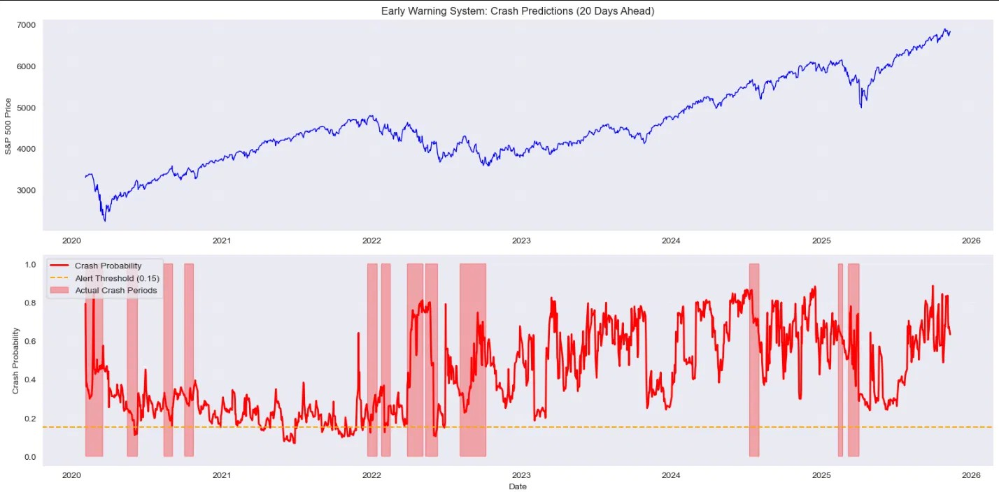 Early Warning System: Crash Predictions (20 Days Ahead)
7000
6000
5000
4000
3000
S&P 500 Price
2020 2021 2022 2023 2024 2025 2026
Crash Probability
Alert Threshold (0.15)
Actual Crash Periods
1.0
0.8
0.6
0.4
0.2
0.0
Crash Probability
2020 2021 2022 2023 2024 2025 2026
Date